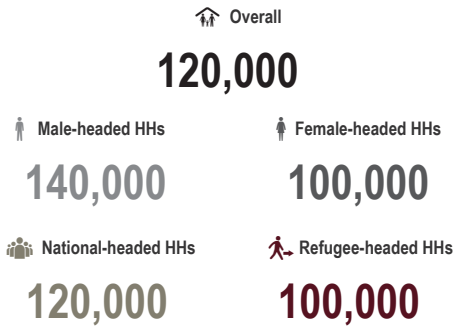 Overall
120,000
Male-headed HHs
Female-headed HHs
140,000
100,000
National-headed HHs
Refugee-headed HHs
120,000
100,000